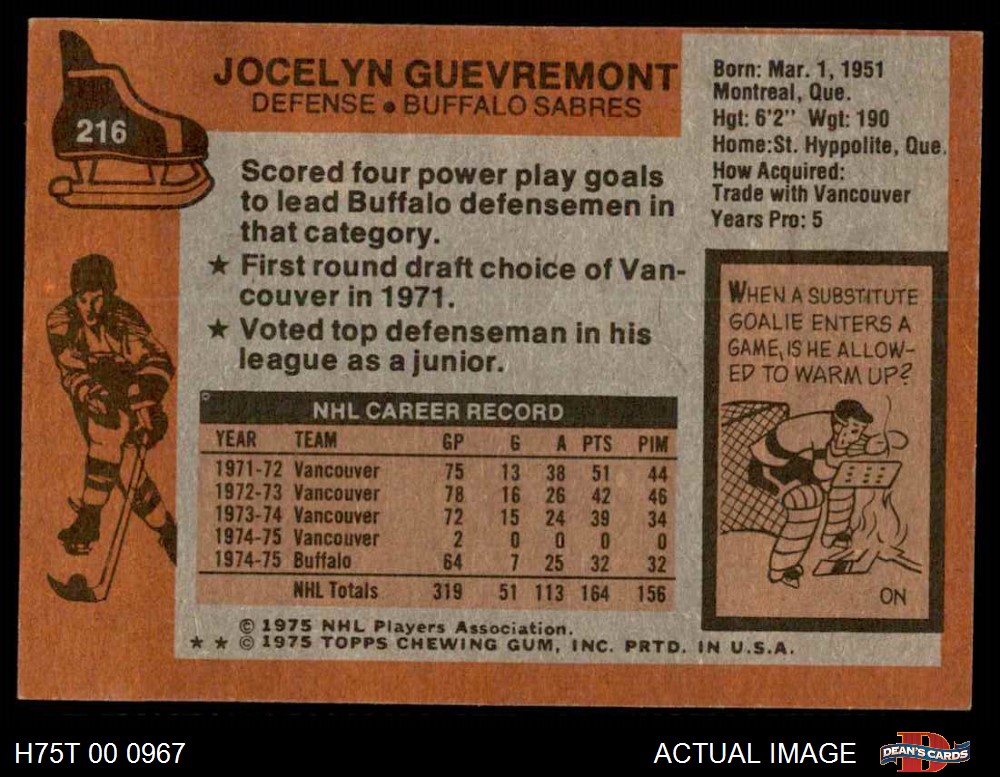 216
JOCELYN GUEVREMONT
DEFENSE • BUFFALO SABRES
Born: Mar. 1, 1951
Montreal, Que.
Hgt: 6'2" Wgt: 190
Home:St. Hyppolite, Que.
How Acquired:
Trade with Vancouver
Years Pro: 5
Scored four power play goals
to lead Buffalo defensemen in
that category.
★ First round draft choice of Van-
couver in 1971.
★ Voted top defenseman in his
league as a junior.
NHL CAREER RECORD
YEAR TEAM GP G A PTS PIM
1971-72 Vancouver 75 13 38 51 44
1972-73 Vancouver 78 16 26 42 46
1973-74 Vancouver 72 15 24 39 34
1974-75 Vancouver 2 0 0 0 0
1974-75 Buffalo 64 7 25 32 32
NHL Totals 319 51 113 164 156
WHEN A SUBSTITUTE
GOALIE ENTERS A
GAME, IS HE ALLOW-
ED TO WARM UP?
ON
© 1975 NHL Players Association.
★ ★ © 1975 TOPPS CHEWING GUM, INC. PRTD. IN U.S.A.
H75T 00 0967
ACTUAL IMAGE
D
DEAN'S CARDS